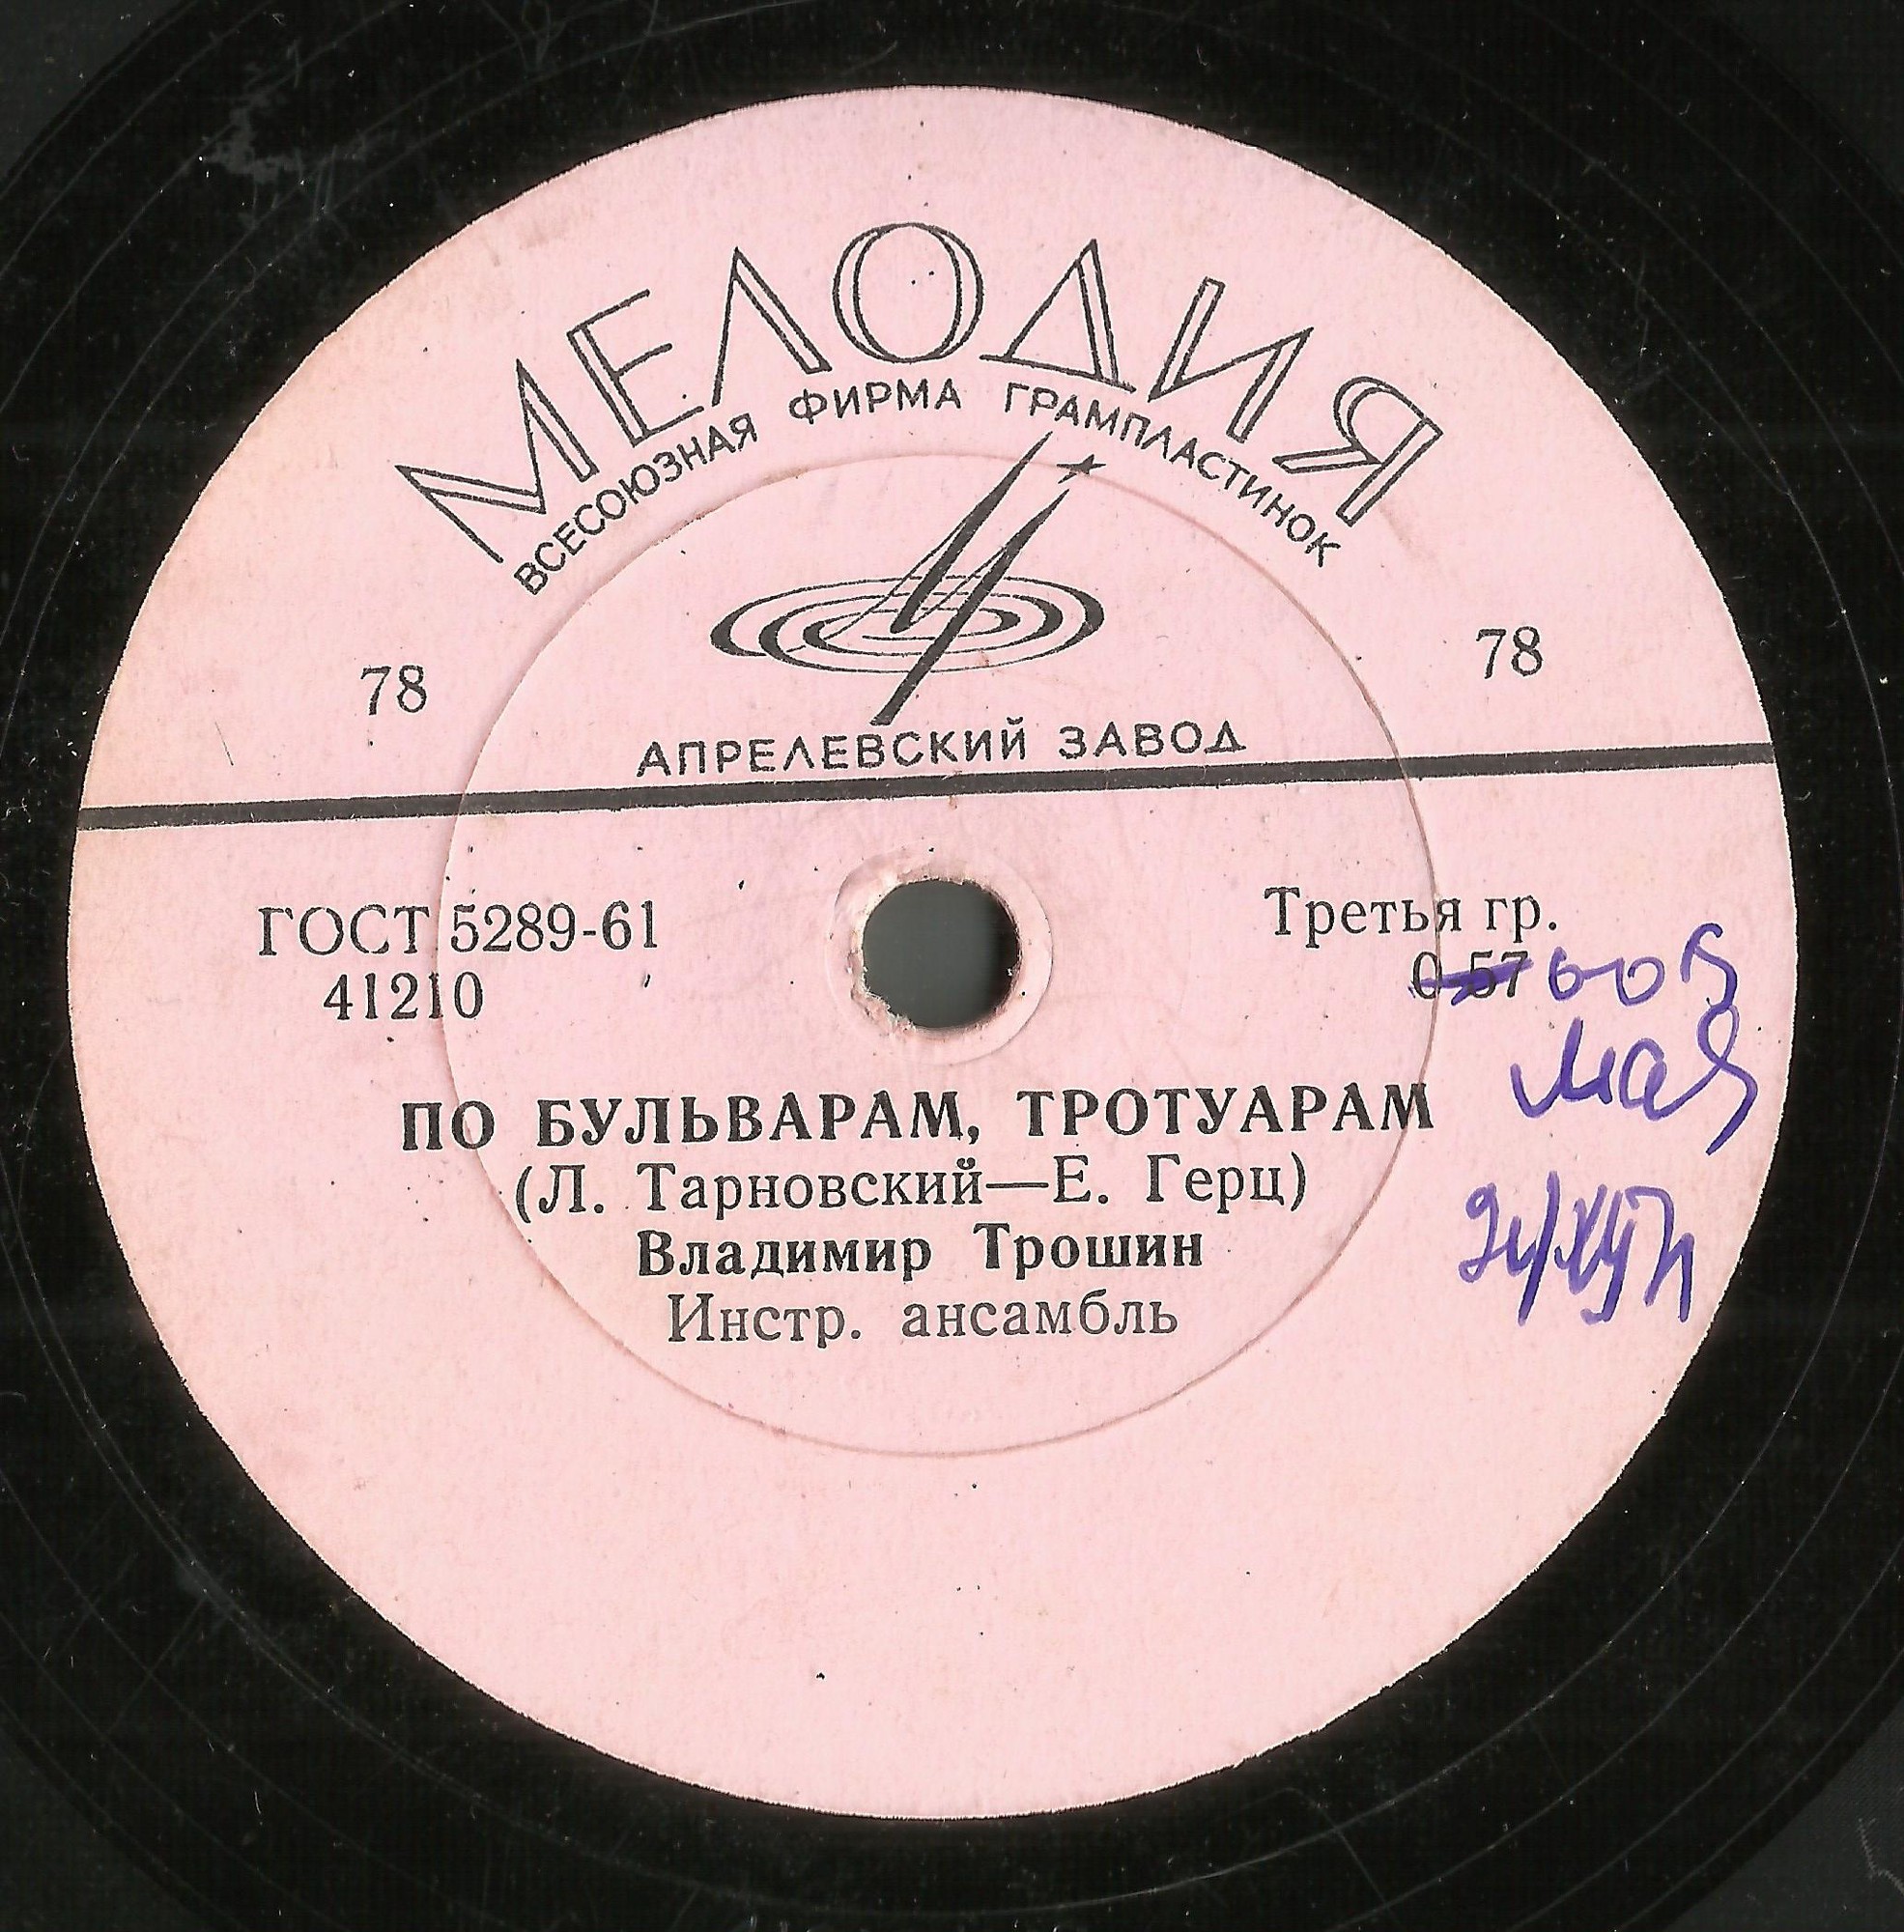 МЕЛОДИЯ
ВСЕСОЮЗНАЯ ФИРМА ГРАМПЛАСТИНОК
78
78
АПРЕЛЕВСКИЙ ЗАВОД
ГОСТ 5289-61
Третья гр.
41210
0-57
ПО БУЛЬВАРАМ, ТРОТУАРАМ
(Л. Тарновский—Е. Герц)
Владимир Трошин
Инстр. ансамбль